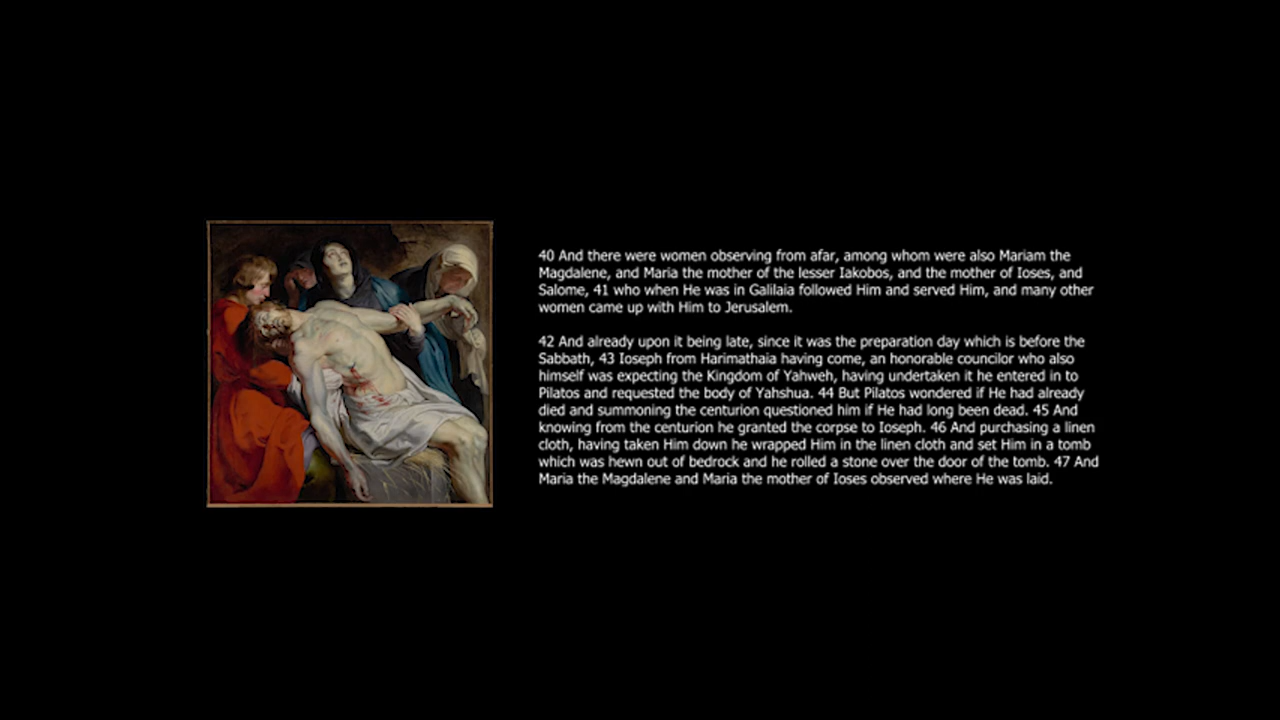 40 And there were women observing from afar, among whom were also Mariam the
Magdalene, and Maria the mother of the lesser Iakobos, and the mother of Ioses, and
Salome, 41 who when He was in Galilaia followed Him and served Him, and many other
women came up with Him to Jerusalem.
42 And already upon it being late, since it was the preparation day which is before the
Sabbath, 43 Ioseph from Harimathaia having come, an honorable councilor who also
himself was expecting the Kingdom of Yahweh, having undertaken it he entered in to
Pilatos and requested the body of Yahshua. 44 But Pilatos wondered if He had already
died and summoning the centurion questioned him if He had long been dead. 45 And
knowing from the centurion he granted the corpse to Ioseph. 46 And purchasing a linen
cloth, having taken Him down he wrapped Him in the linen cloth and set Him in a tomb
which was hewn out of bedrock and he rolled a stone over the door of the tomb. 47 And
Maria the Magdalene and Maria the mother of Ioses observed where He was laid.